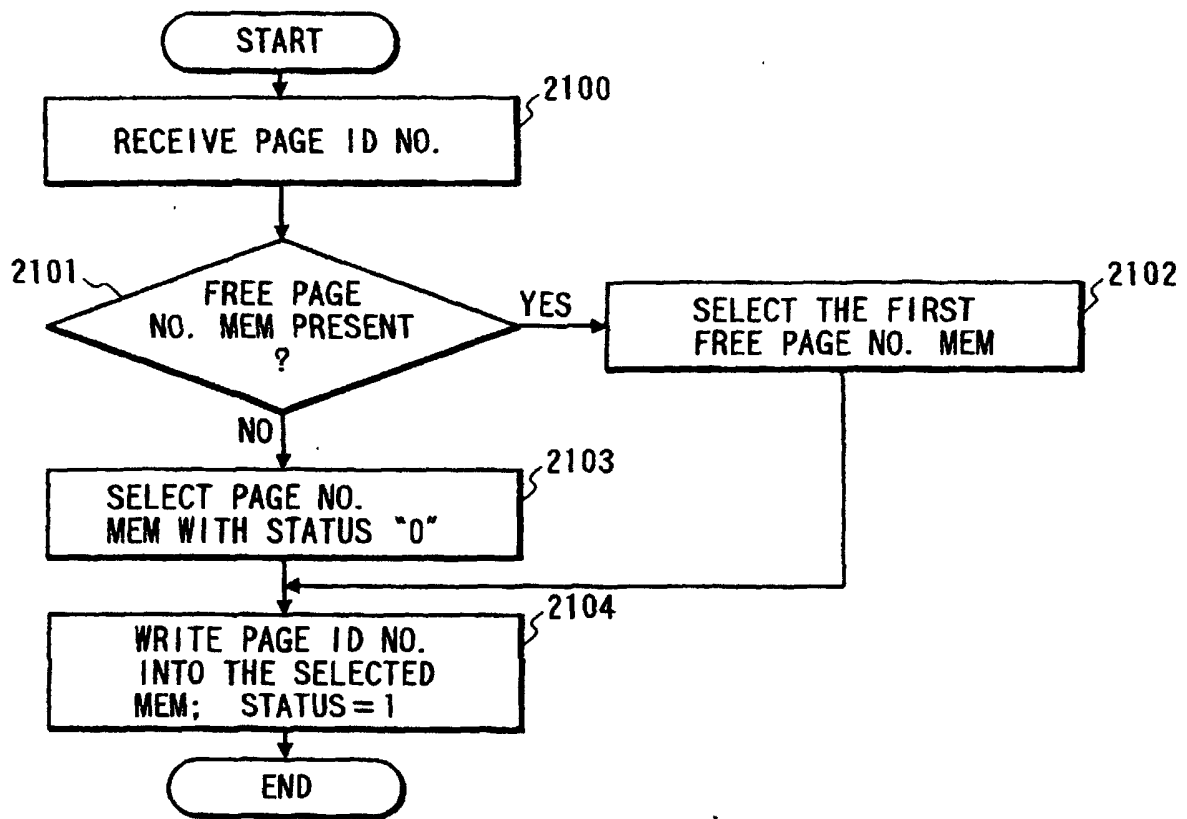 START
2100
RECEIVE PAGE ID NO.
2101
FREE PAGE
NO. MEM PRESENT
?
YES
2102
SELECT THE FIRST
FREE PAGE NO. MEM
NO
2103
SELECT PAGE NO.
MEM WITH STATUS "0"
2104
WRITE PAGE ID NO.
INTO THE SELECTED
MEM; STATUS=1
END